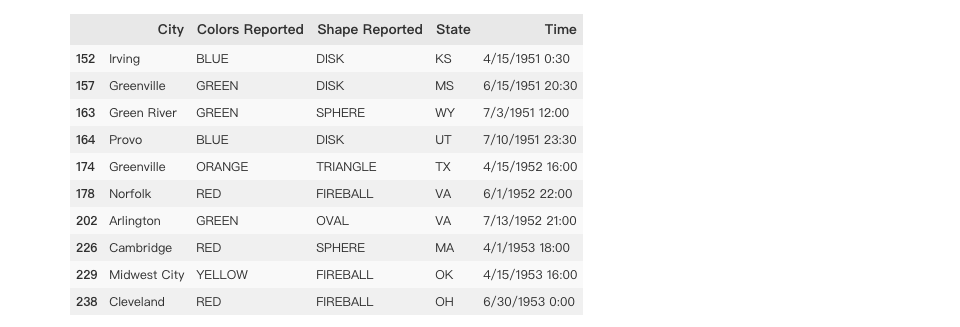 City Colors Reported Shape Reported State Time
152 Irving BLUE DISK KS 4/15/1951 0:30
157 Greenville GREEN DISK MS 6/15/1951 20:30
163 Green River GREEN SPHERE WY 7/3/1951 12:00
164 Provo BLUE DISK UT 7/10/1951 23:30
174 Greenville ORANGE TRIANGLE TX 4/15/1952 16:00
178 Norfolk RED FIREBALL VA 6/1/1952 22:00
202 Arlington GREEN OVAL VA 7/13/1952 21:00
226 Cambridge RED SPHERE MA 4/1/1953 18:00
229 Midwest City YELLOW FIREBALL OK 4/15/1953 16:00
238 Cleveland RED FIREBALL OH 6/30/1953 0:00